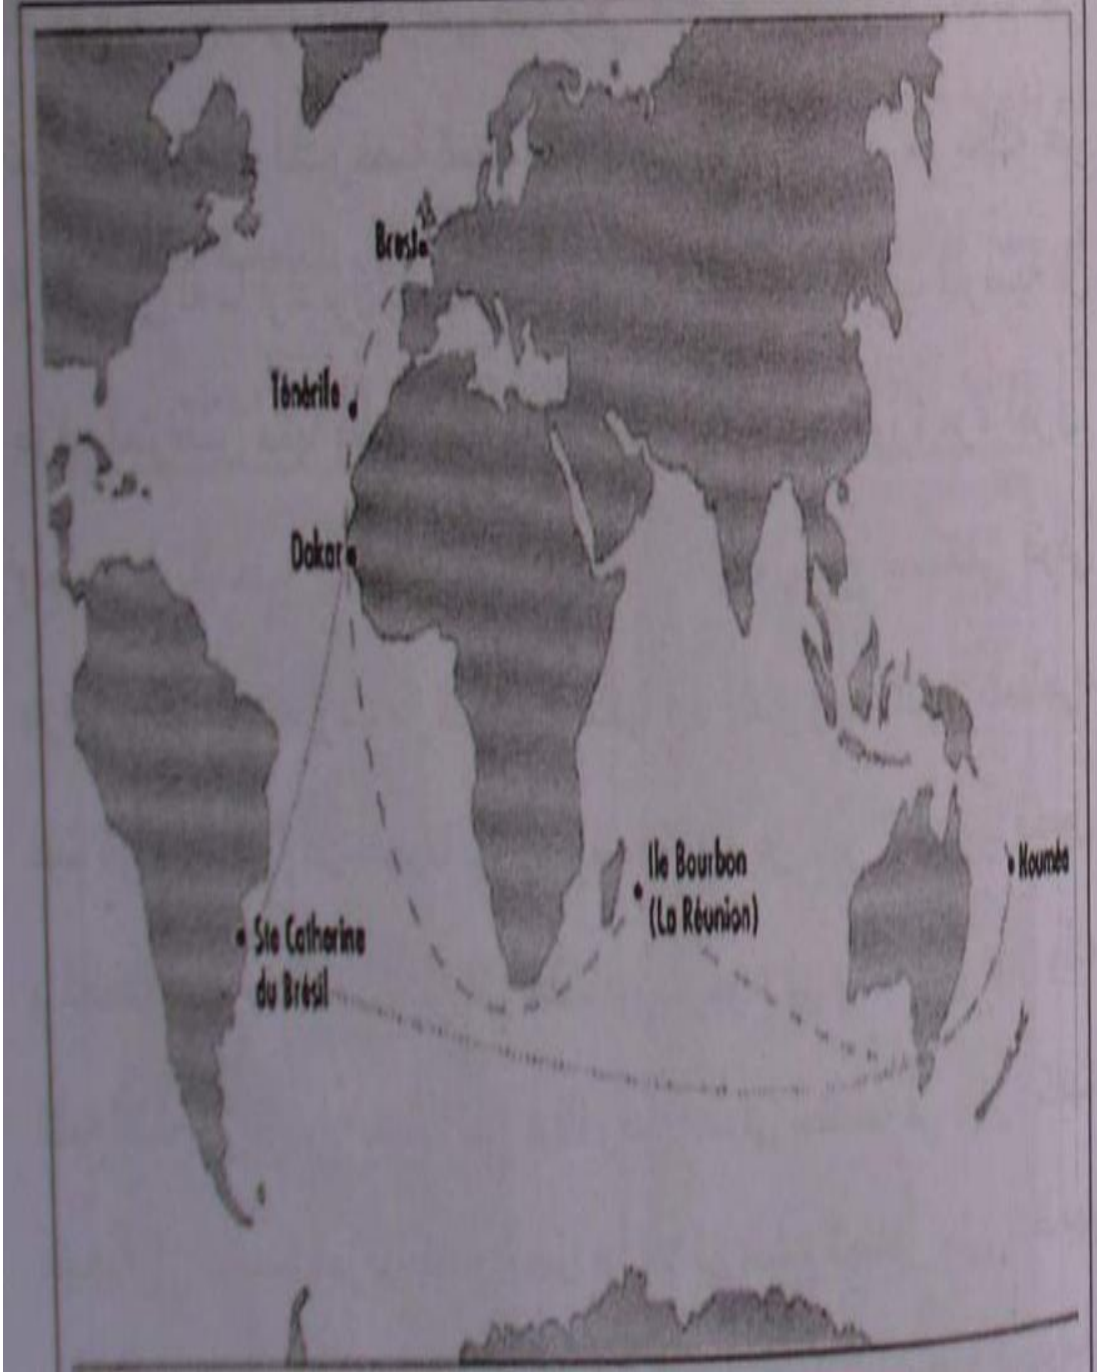 Brest
Ténérife
Dakar
Ile Bourbon
(La Réunion)
Nouméa
Ste Catherine
du Brésil